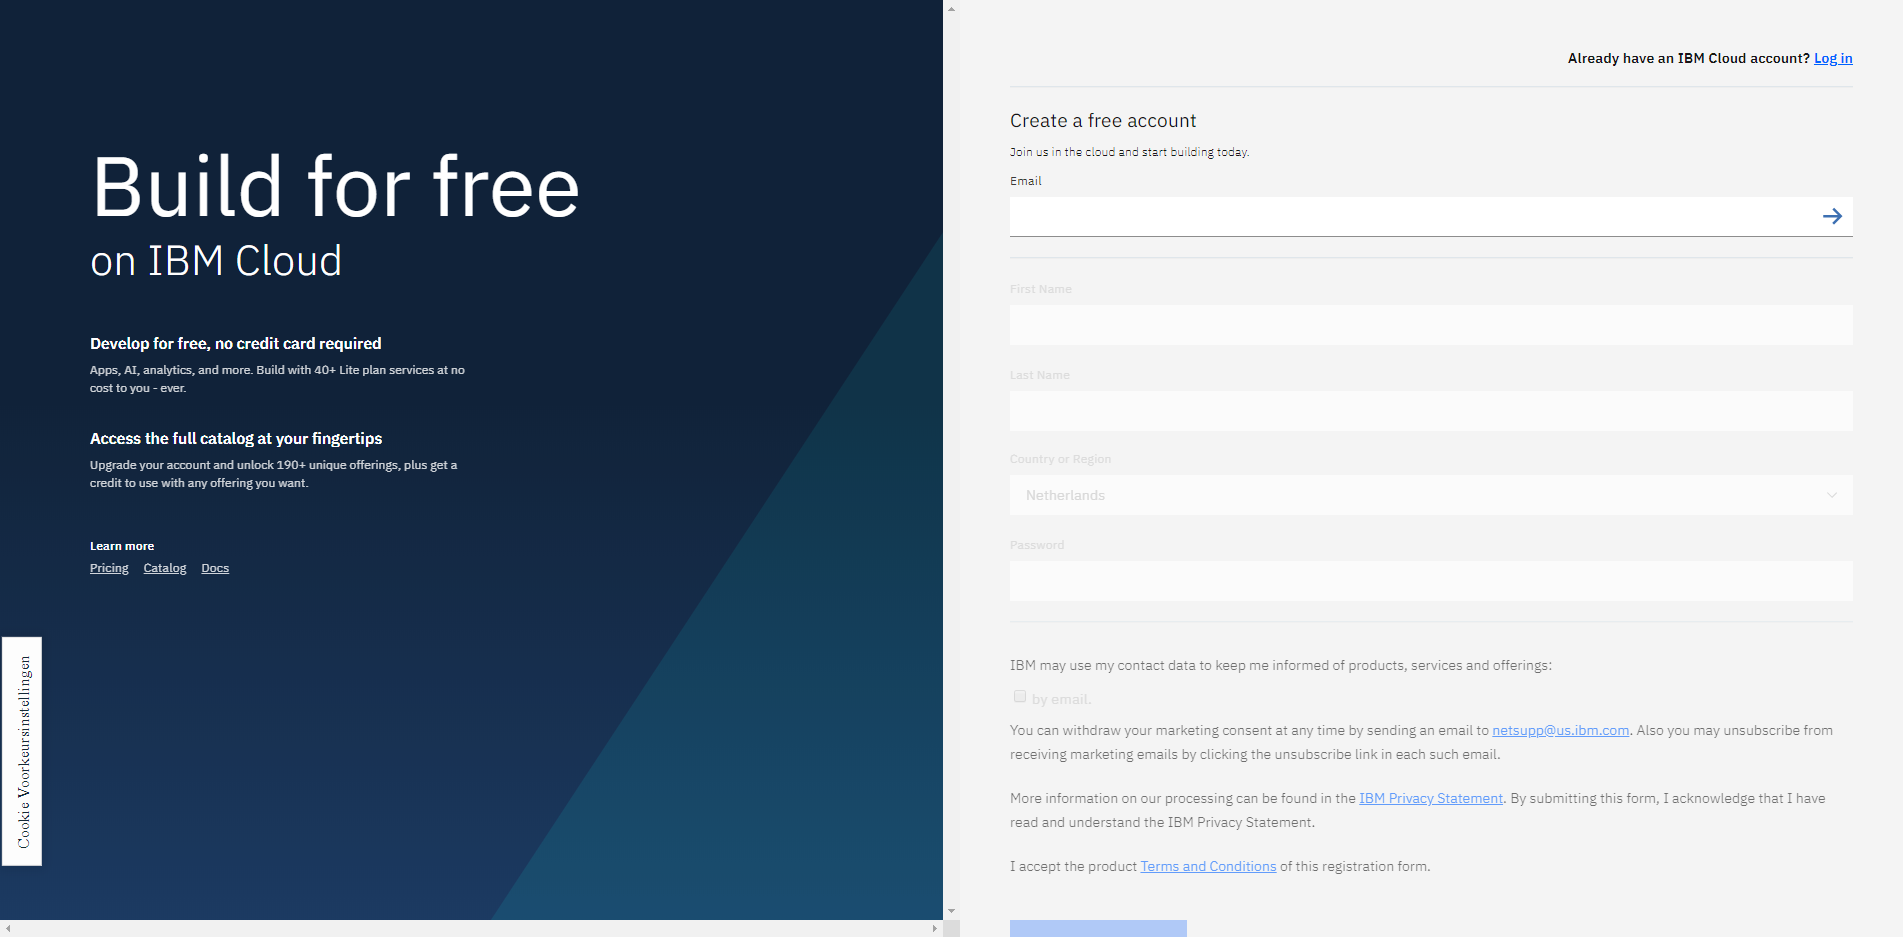 Build for free
on IBM Cloud
Develop for free, no credit card required
Apps, AI, analytics, and more. Build with 40+ Lite plan services at no
cost to you - ever.
Access the full catalog at your fingertips
Upgrade your account and unlock 190+ unique offerings, plus get a
credit to use with any offering you want.
Learn more
Pricing Catalog Docs
Cookie Voorkeursinstellingen
Already have an IBM Cloud account? Log in
Create a free account
Join us in the cloud and start building today.
Email
First Name
Last Name
Country or Region
Netherlands
Password
IBM may use my contact data to keep me informed of products, services and offerings:
by email.
You can withdraw your marketing consent at any time by sending an email to netsupp@us.ibm.com. Also you may unsubscribe from
receiving marketing emails by clicking the unsubscribe link in each such email.
More information on our processing can be found in the IBM Privacy Statement. By submitting this form, I acknowledge that I have
read and understand the IBM Privacy Statement.
I accept the product Terms and Conditions of this registration form.